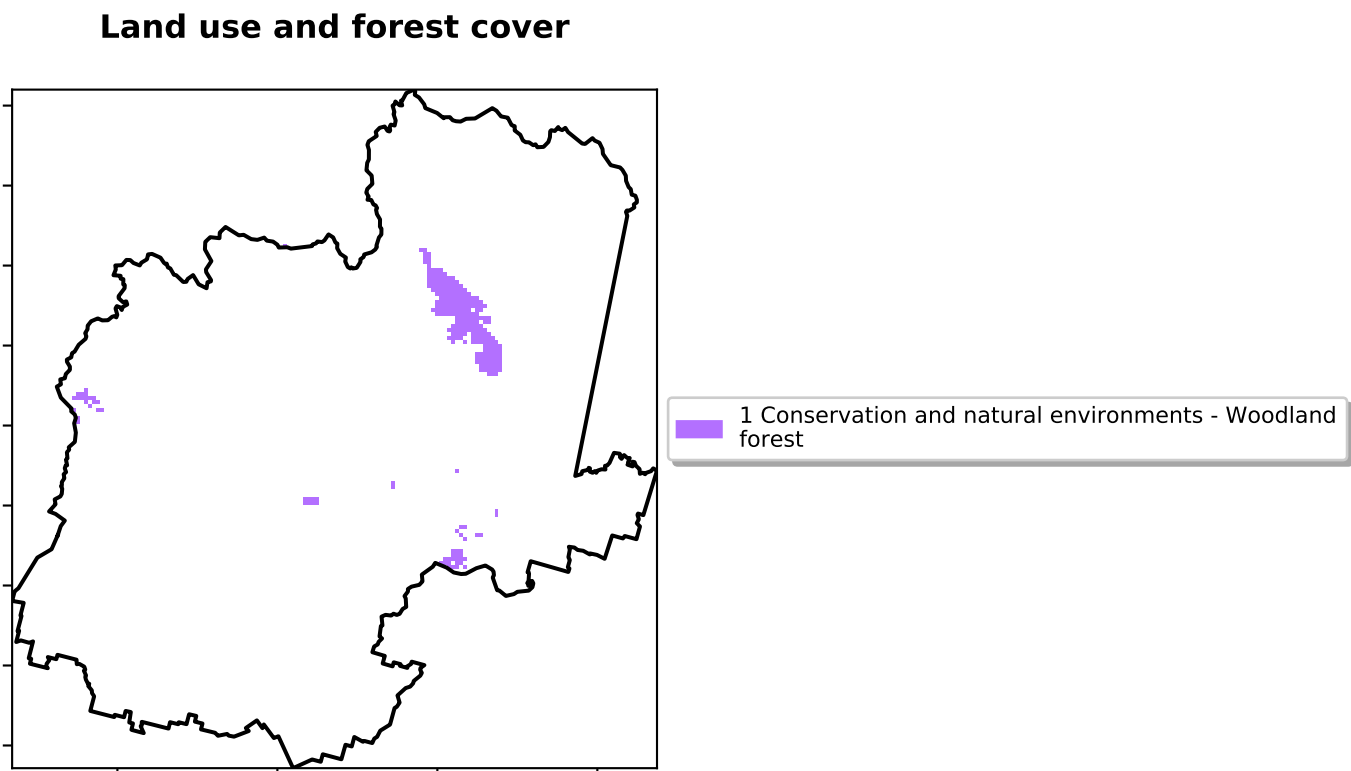 Land use and forest cover
1 Conservation and natural environments - Woodland
forest